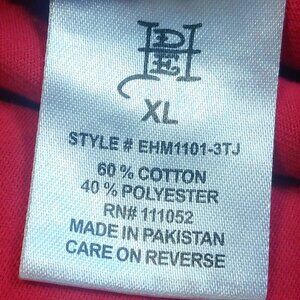 XL
STYLE # EHM1101-3TJ
60 % COTTON
40 % POLYESTER
RN# 111052
MADE IN PAKISTAN
CARE ON REVERSE